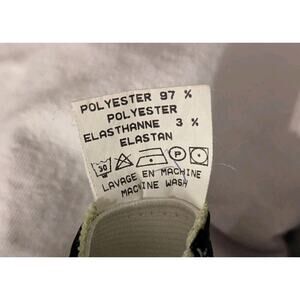 POLYESTER 97 %
POLYESTER
ELASTHANNE 3 %
ELASTAN
30 P
LAVAGE EN MACHINE
MACHINE WASH